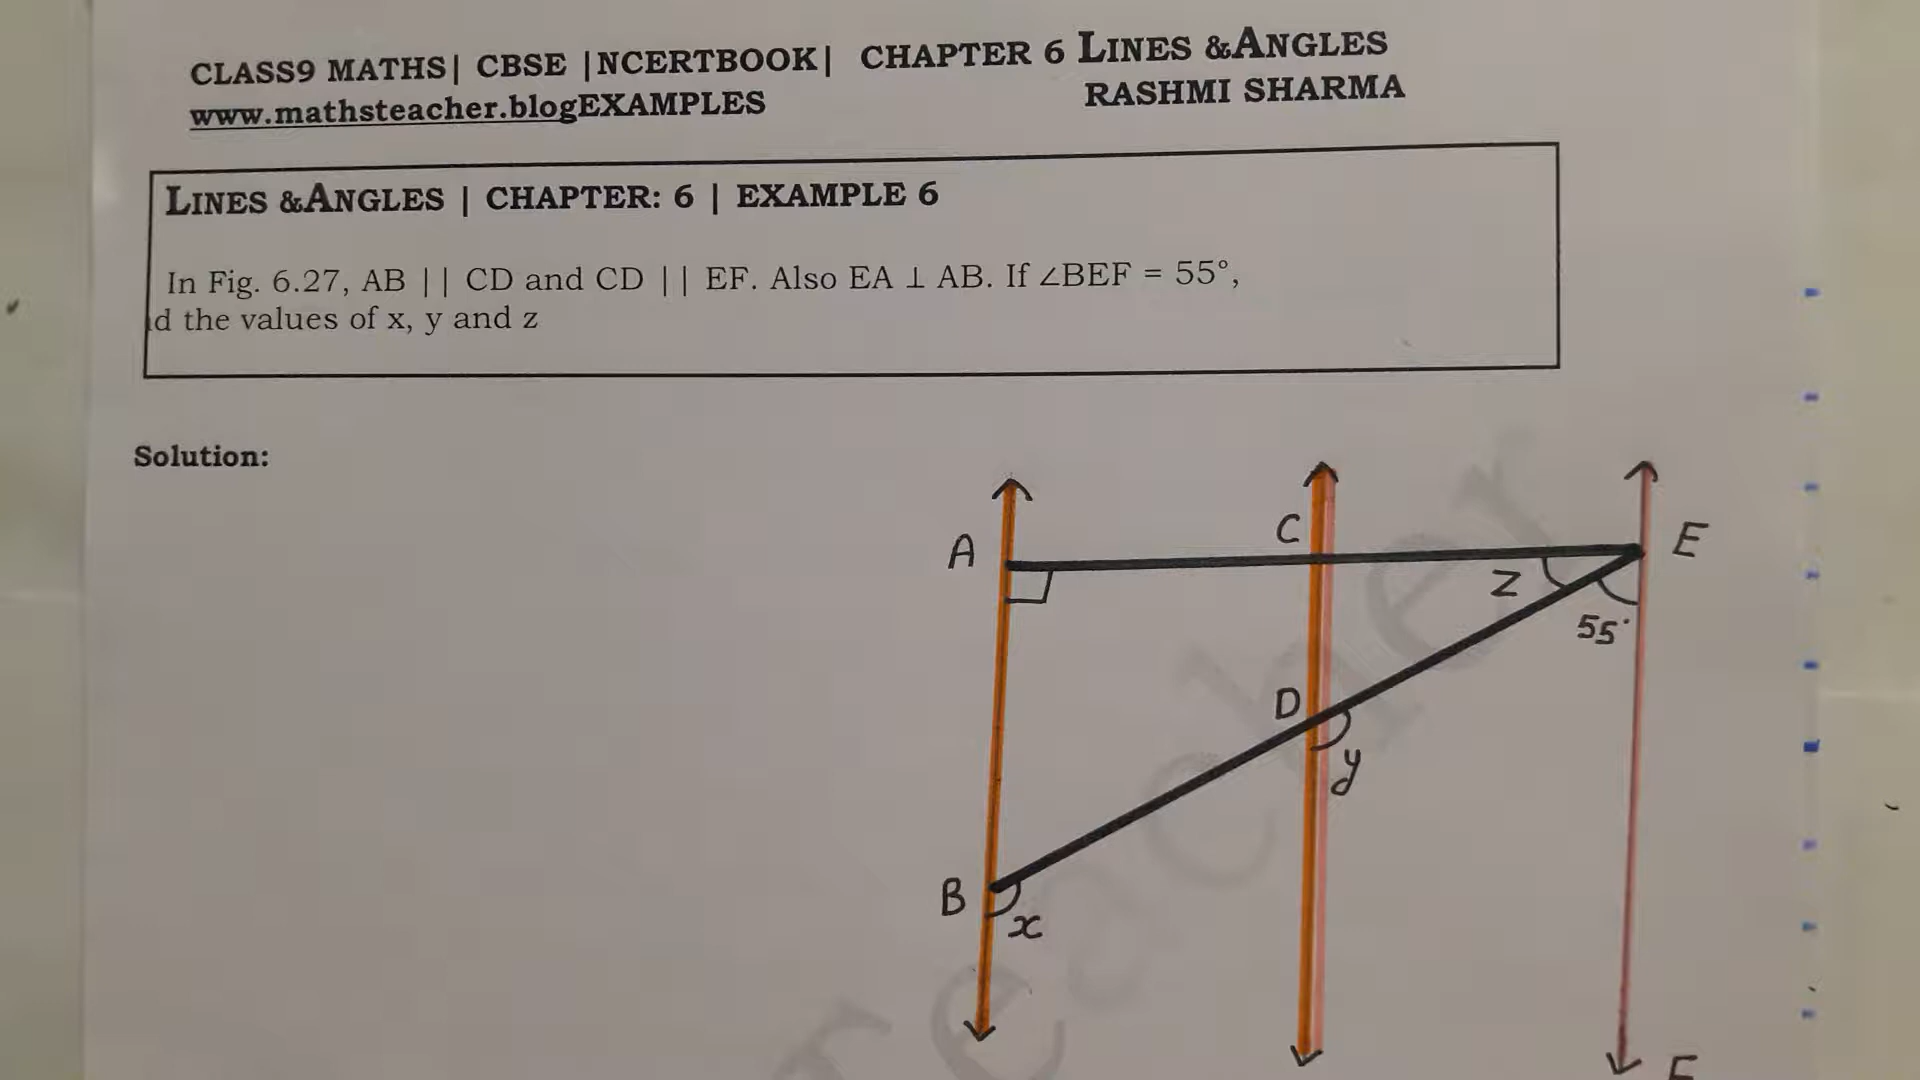 CLASS9 MATHS| CBSE |NCERTBOOK| CHAPTER 6 LINES &ANGLES
www.mathsteacher.blogEXAMPLES RASHMI SHARMA
LINES &ANGLES | CHAPTER: 6 | EXAMPLE 6
In Fig. 6.27, AB || CD and CD || EF. Also EA ⊥ AB. If ∠BEF = 55°,
d the values of x, y and z
Solution:
A
C
E
z
55°
D
y
B
x